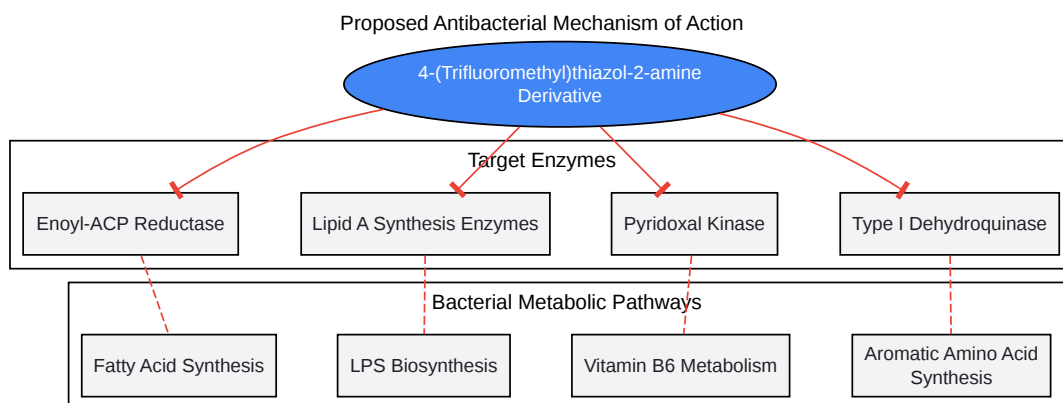 Proposed Antibacterial Mechanism of Action
4-(Trifluoromethyl)thiazol-2-amine
Derivative
Target Enzymes
Enoyl-ACP Reductase
Lipid A Synthesis Enzymes
Pyridoxal Kinase
Type I Dehydroquinase
Bacterial Metabolic Pathways
Fatty Acid Synthesis
LPS Biosynthesis
Vitamin B6 Metabolism
Aromatic Amino Acid
Synthesis